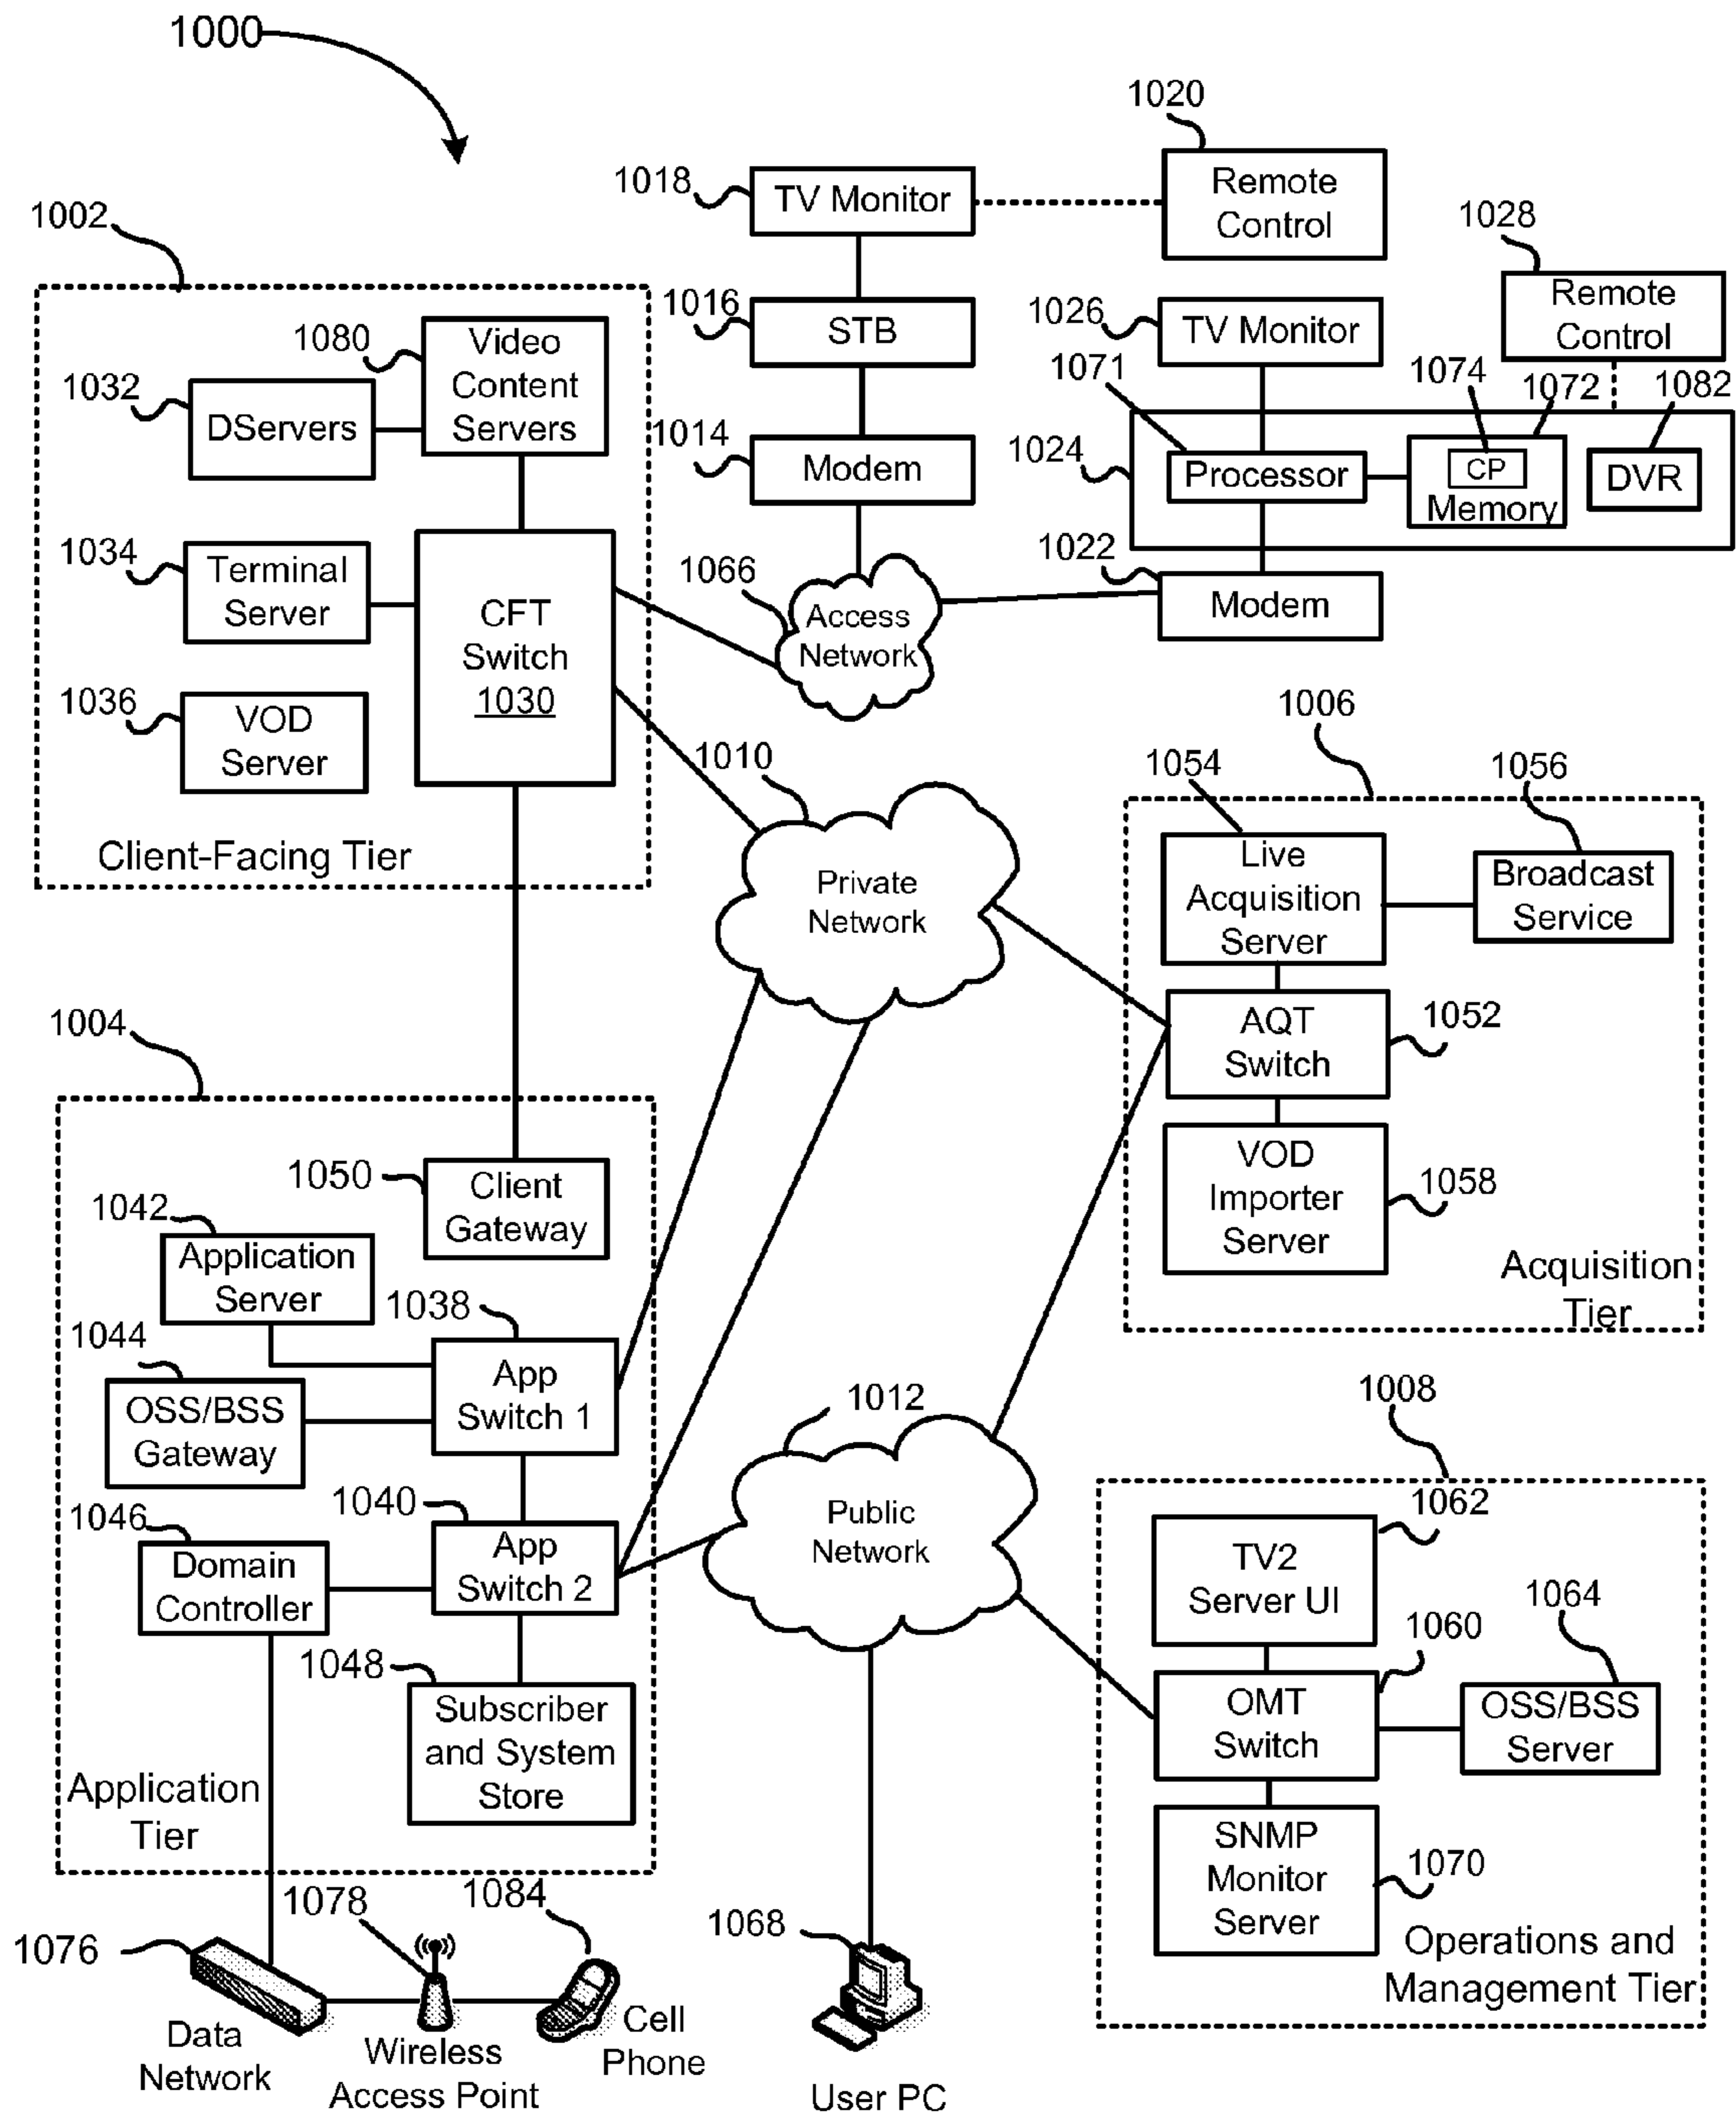 1000
1020
1018
TV Monitor
Remote
Control
1002
1028
Remote
Control
1016
STB
1026
TV Monitor
1080
Video
Content
Servers
1032
DServers
1071
1074
1072
1082
1014
Modem
1024
Processor
CP
Memory
DVR
1034
Terminal
Server
CFT
Switch
1030
1066
Access
Network
1022
Modem
1036
VOD
Server
Client-Facing Tier
1010
Private
Network
1006
1054
1056
Live
Acquisition
Server
Broadcast
Service
AQT
Switch
1052
VOD
Importer
Server
1058
Acquisition
Tier
1004
1050
Client
Gateway
1042
Application
Server
1038
App
Switch 1
1044
OSS/BSS
Gateway
1040
App
Switch 2
1046
Domain
Controller
1048
Subscriber
and System
Store
Application
Tier
1012
Public
Network
1008
1062
TV2
Server UI
1060
OMT
Switch
1064
OSS/BSS
Server
SNMP
Monitor
Server
1070
Operations and
Management Tier
1076
Data
Network
1078
Wireless
Access Point
1084
Cell
Phone
1068
User PC